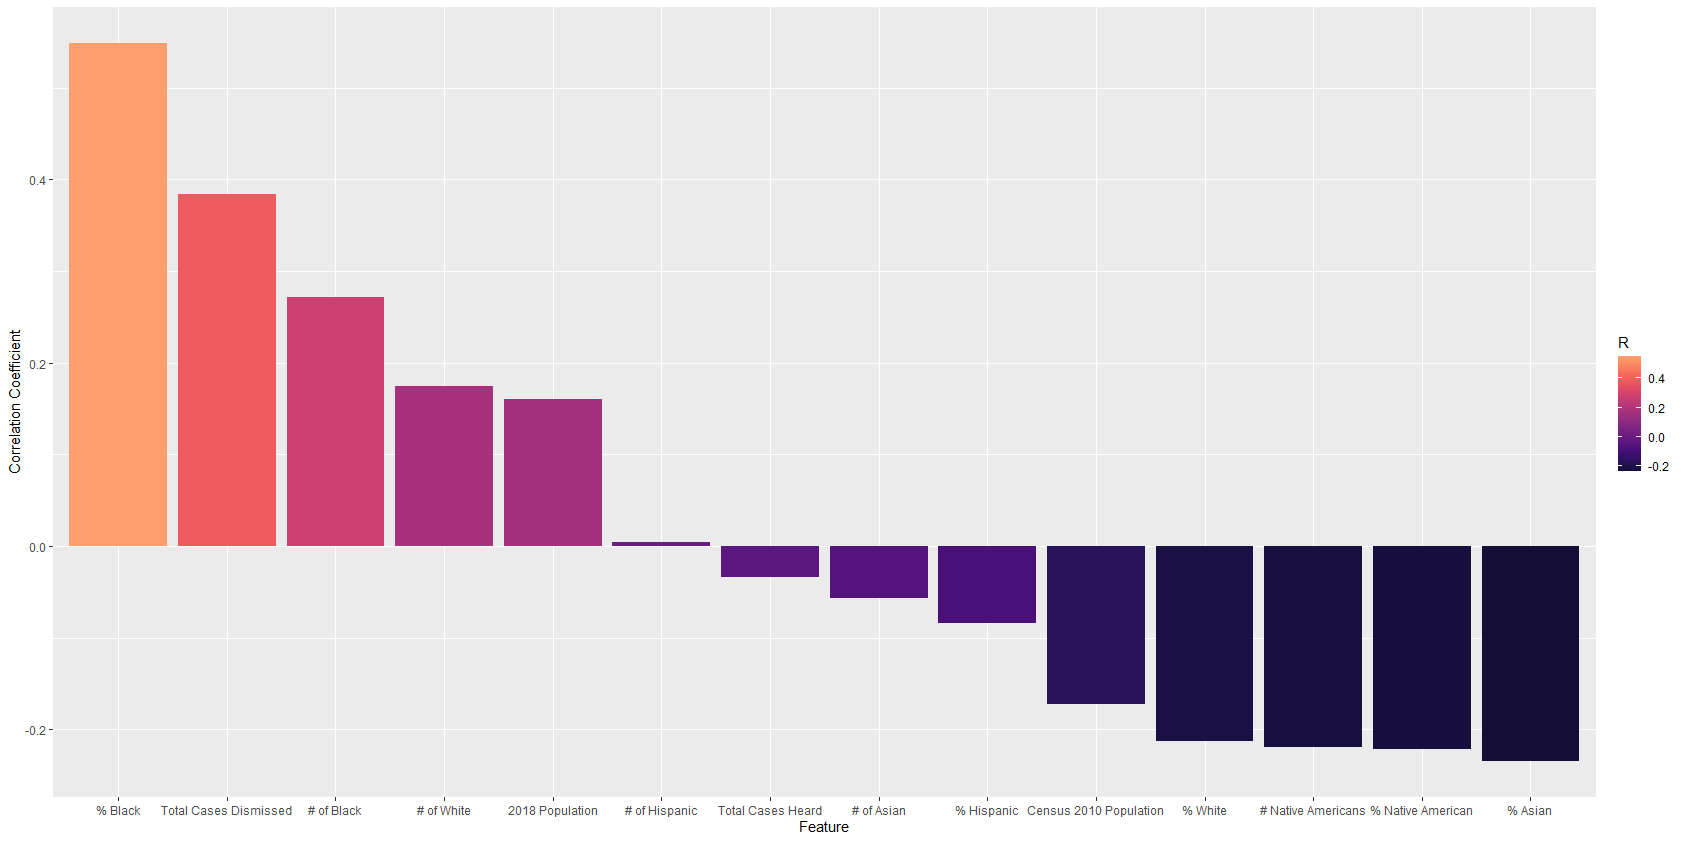 Correlation Coefficient
0.4
0.2
0.0
-0.2
% Black
Total Cases Dismissed
# of Black
# of White
2018 Population
# of Hispanic
Total Cases Heard
# of Asian
% Hispanic
Census 2010 Population
% White
# Native Americans
% Native American
% Asian
Feature
R
0.4
0.2
0.0
-0.2